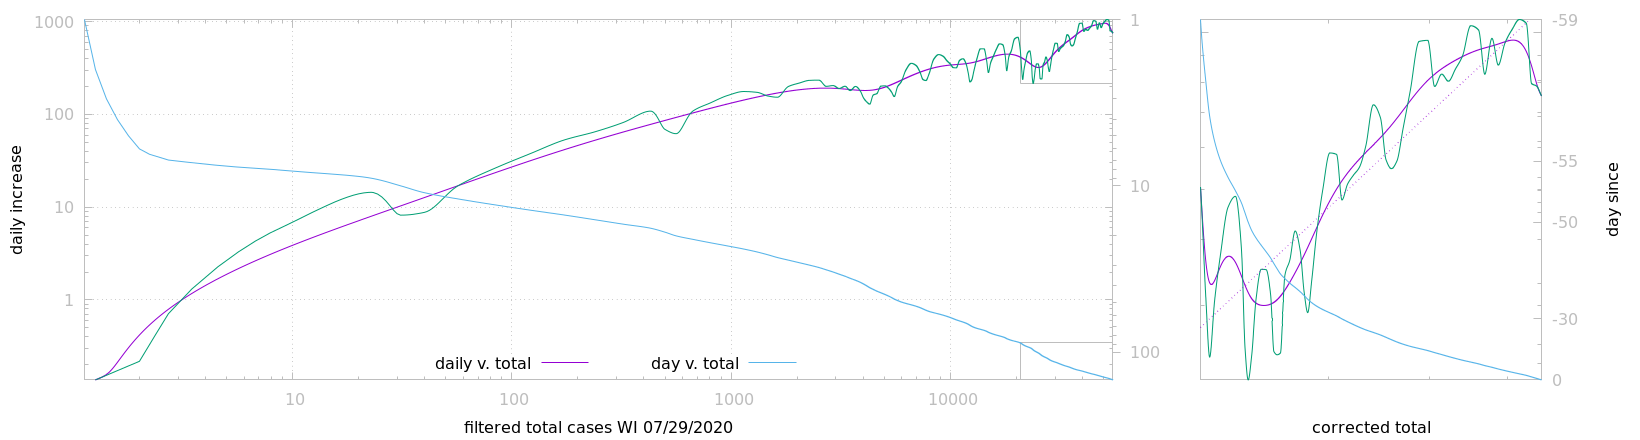 1000
100
10
1
daily increase
daily v. total
day v. total
10
100
1000
10000
filtered total cases WI 07/29/2020
1
10
100
-59
-55
-50
-30
0
day since
corrected total